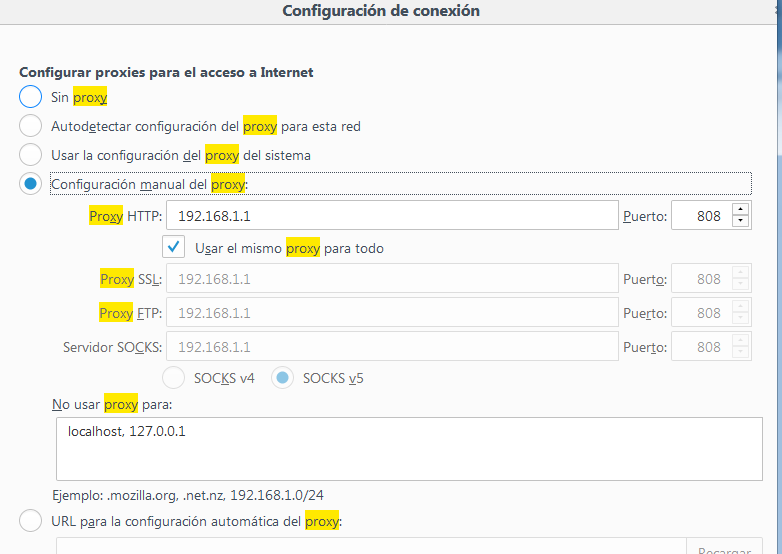 Configuración de conexión
Configurar proxies para el acceso a Internet
Sin proxy
Autodetectar configuración del proxy para esta red
Usar la configuración del proxy del sistema
Configuración manual del proxy:
Proxy HTTP: 192.168.1.1 Puerto: 808
Usar el mismo proxy para todo
Proxy SSL: 192.168.1.1 Puerto: 808
Proxy FTP: 192.168.1.1 Puerto: 808
Servidor SOCKS: 192.168.1.1 Puerto: 808
SOCKS v4 SOCKS v5
No usar proxy para:
localhost, 127.0.0.1
Ejemplo: .mozilla.org, .net.nz, 192.168.1.0/24
URL para la configuración automática del proxy:
Recargar